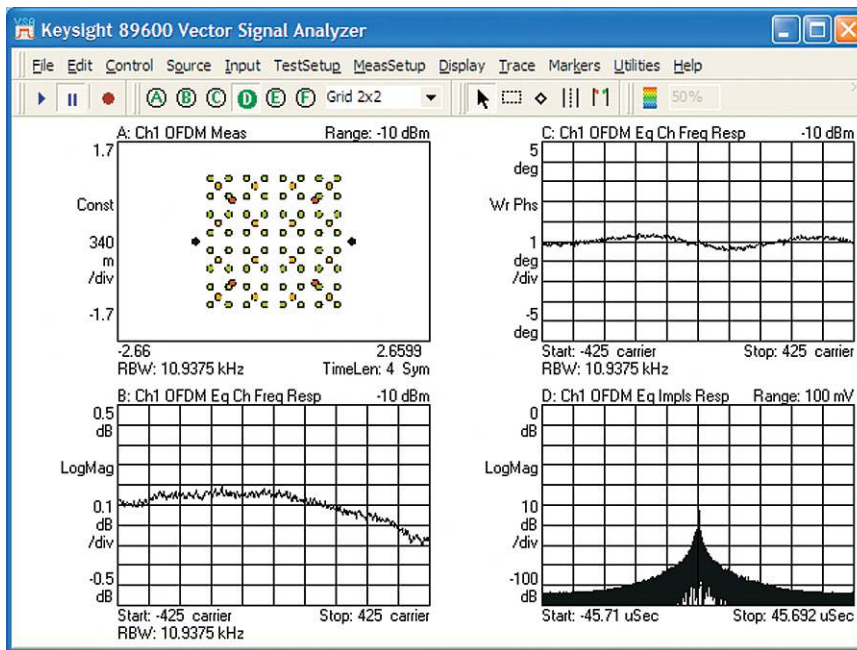 VSA
Keysight 89600 Vector Signal Analyzer
File Edit Control Source Input TestSetup MeasSetup Display Trace Markers Utilities Help
A B C D E F Grid 2x2 50%
A: Ch1 OFDM Meas Range: -10 dBm
1.7
Const
340
m
/div
-1.7
-2.66 2.6599
RBW: 10.9375 kHz TimeLen: 4 Sym
C: Ch1 OFDM Eq Ch Freq Resp -10 dBm
5
deg
Wr Phs
1
deg
/div
-5
deg
Start: -425 carrier Stop: 425 carrier
RBW: 10.9375 kHz
B: Ch1 OFDM Eq Ch Freq Resp -10 dBm
0.5
dB
LogMag
0.1
dB
/div
-0.5
dB
Start: -425 carrier Stop: 425 carrier
RBW: 10.9375 kHz
D: Ch1 OFDM Eq Impls Resp Range: 100 mV
0
dB
LogMag
10
dB
/div
-100
dB
Start: -45.71 uSec Stop: 45.692 uSec